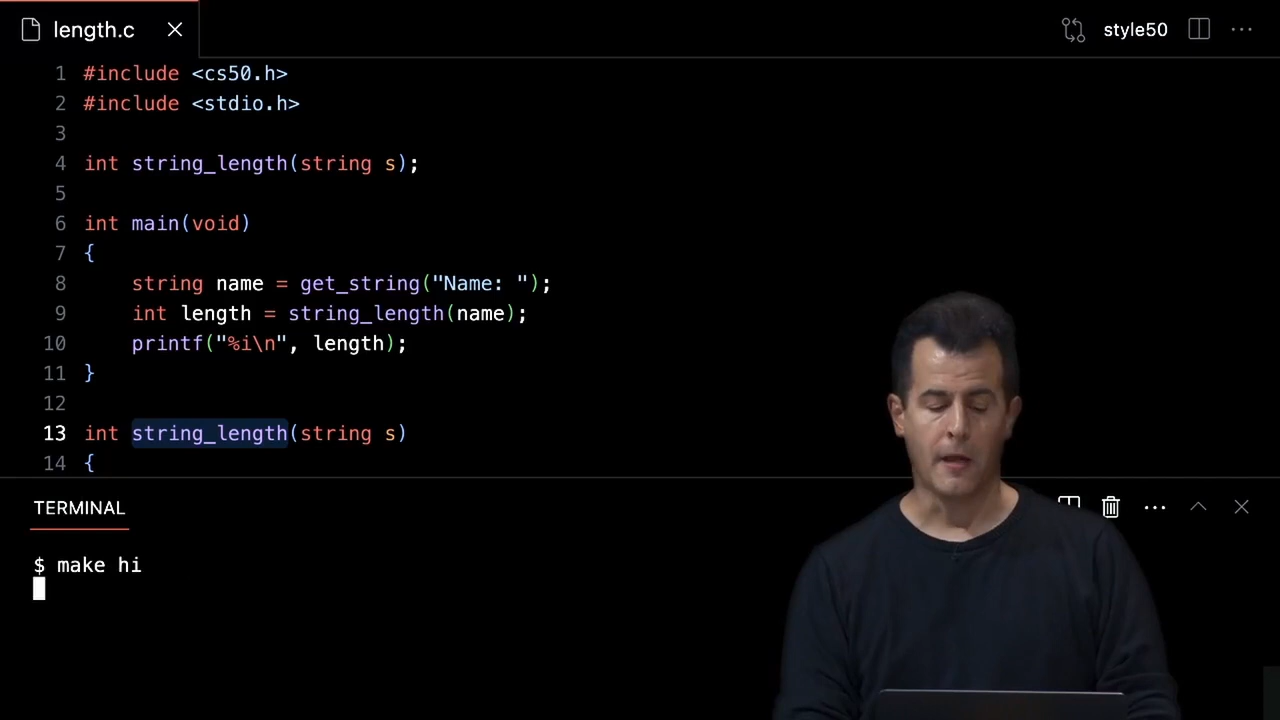 length.c
style50
1 #include <cs50.h>
2 #include <stdio.h>
3
4 int string_length(string s);
5
6 int main(void)
7 {
8     string name = get_string("Name: ");
9     int length = string_length(name);
10     printf("%i\n", length);
11 }
12
13 int string_length(string s)
14 {
TERMINAL
$ make hi